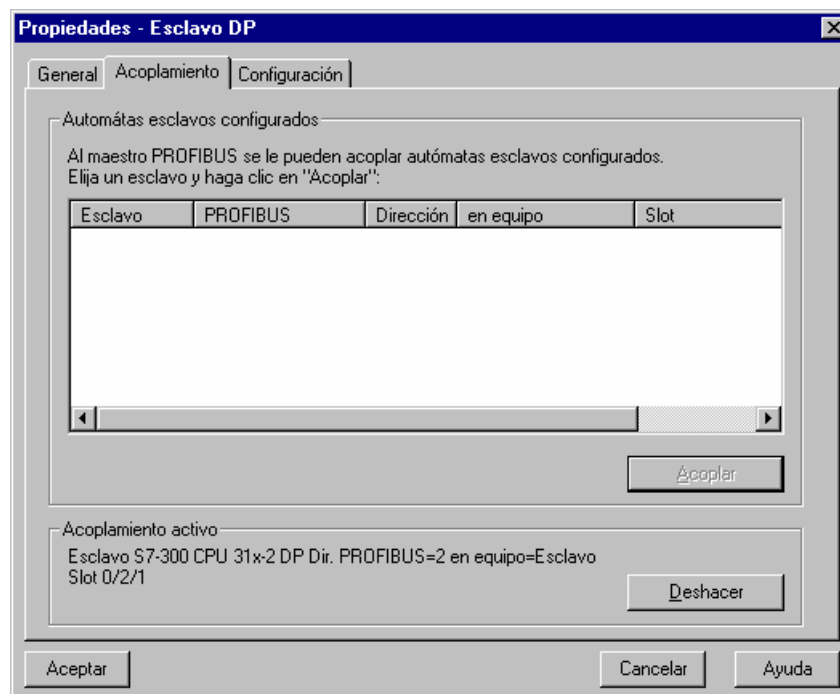 Propiedades - Esclavo DP
General Acoplamiento Configuración
Automátas esclavos configurados
Al maestro PROFIBUS se le pueden acoplar autómatas esclavos configurados.
Elija un esclavo y haga clic en "Acoplar":
Esclavo PROFIBUS Dirección en equipo Slot
Acoplar
Acoplamiento activo
Esclavo S7-300 CPU 31x-2 DP Dir. PROFIBUS=2 en equipo=Esclavo
Slot 0/2/1
Deshacer
Aceptar Cancelar Ayuda